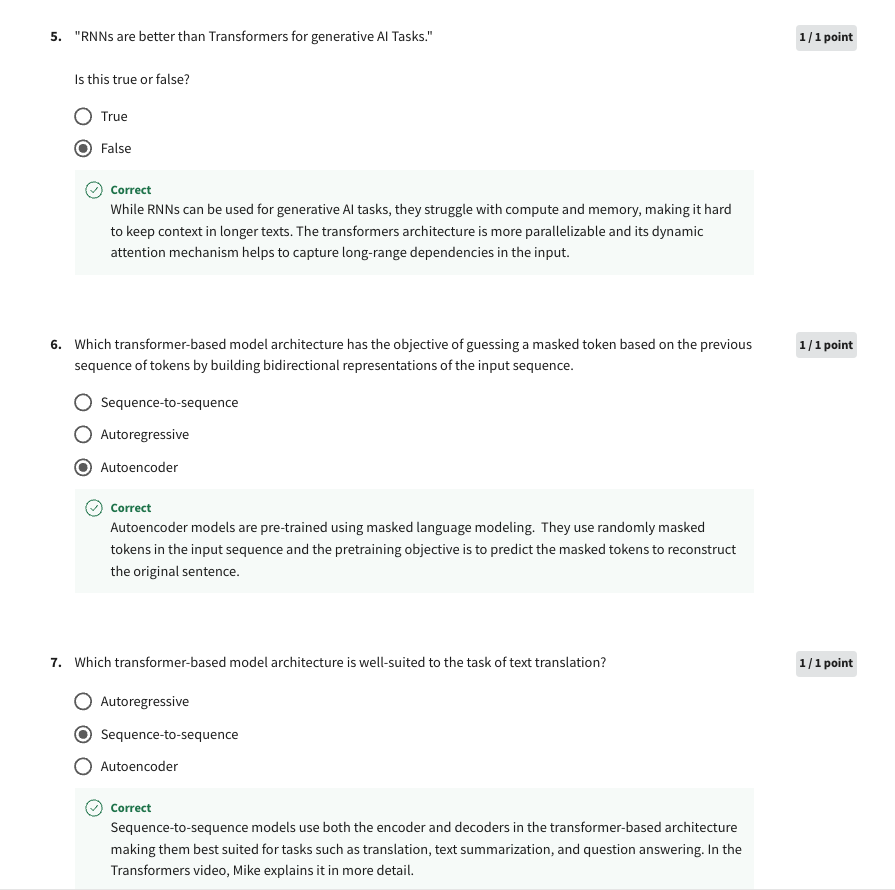 5. "RNNs are better than Transformers for generative AI Tasks."
1 / 1 point
Is this true or false?
True
False
Correct
While RNNs can be used for generative AI tasks, they struggle with compute and memory, making it hard
to keep context in longer texts. The transformers architecture is more parallelizable and its dynamic
attention mechanism helps to capture long-range dependencies in the input.
6. Which transformer-based model architecture has the objective of guessing a masked token based on the previous
1 / 1 point
sequence of tokens by building bidirectional representations of the input sequence.
Sequence-to-sequence
Autoregressive
Autoencoder
Correct
Autoencoder models are pre-trained using masked language modeling. They use randomly masked
tokens in the input sequence and the pretraining objective is to predict the masked tokens to reconstruct
the original sentence.
7. Which transformer-based model architecture is well-suited to the task of text translation?
1 / 1 point
Autoregressive
Sequence-to-sequence
Autoencoder
Correct
Sequence-to-sequence models use both the encoder and decoders in the transformer-based architecture
making them best suited for tasks such as translation, text summarization, and question answering. In the
Transformers video, Mike explains it in more detail.